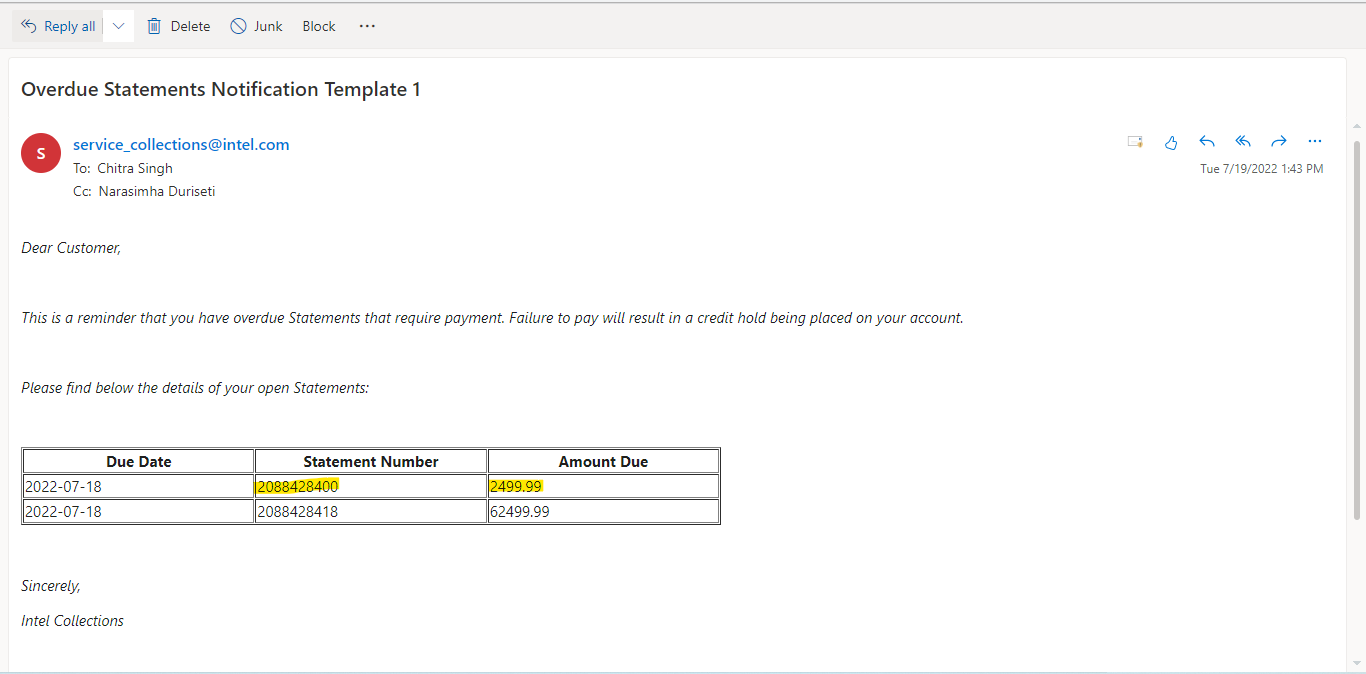 Reply all Delete Junk Block ...
Overdue Statements Notification Template 1
S
service_collections@intel.com
To: Chitra Singh
Cc: Narasimha Duriseti
Tue 7/19/2022 1:43 PM
Dear Customer,
This is a reminder that you have overdue Statements that require payment. Failure to pay will result in a credit hold being placed on your account.
Please find below the details of your open Statements:
Due Date Statement Number Amount Due
2022-07-18 2088428400 2499.99
2022-07-18 2088428418 62499.99
Sincerely,
Intel Collections